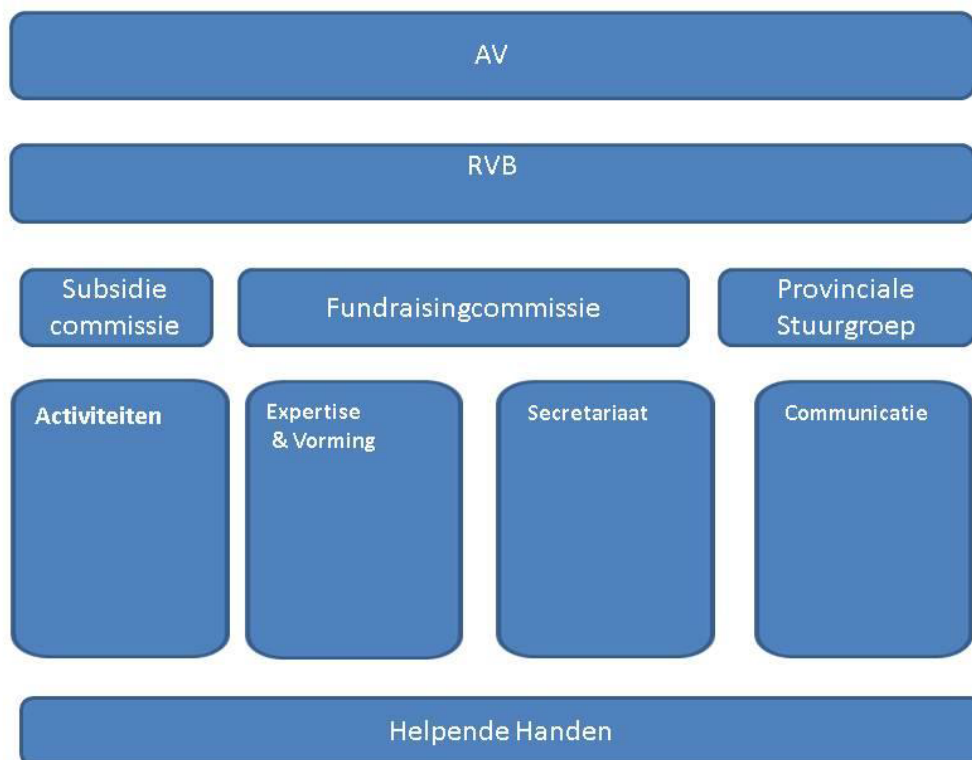 AV
RVB
Subsidie
commissie
Fundraisingcommissie
Provinciale
Stuurgroep
Activiteiten
Expertise
& Vorming
Secretariaat
Communicatie
Helpende Handen